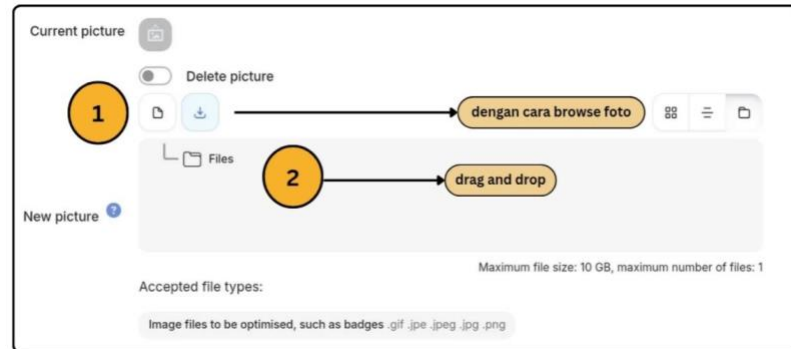 Current picture
Delete picture
1
dengan cara browse foto
Files
2
drag and drop
New picture ?
Maximum file size: 10 GB, maximum number of files: 1
Accepted file types:
Image files to be optimised, such as badges .gif .jpe .jpeg .jpg .png